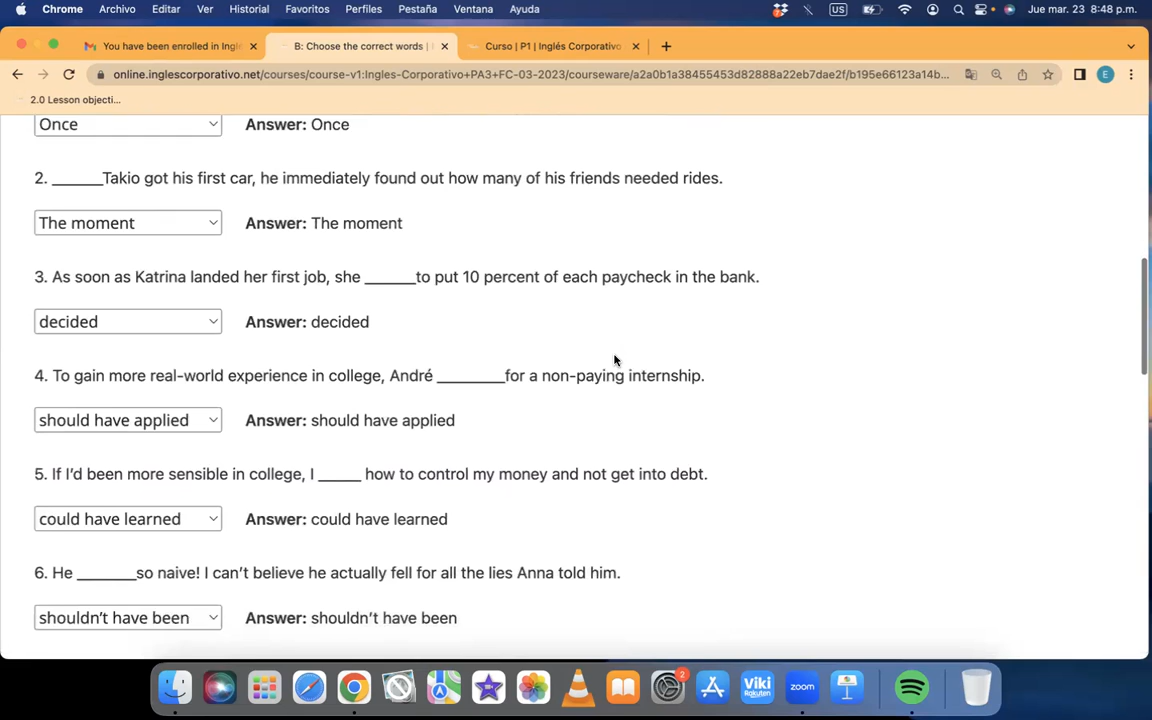 Chrome Archivo Editar Ver Historial Favoritos Perfiles Pestaña Ventana Ayuda US Jue mar. 23 8:48 p.m.
You have been enrolled in Ingl B: Choose the correct words | Curso | P1 | Inglés Corporativo
online.inglescorporativo.net/courses/course-v1:Ingles-Corporativo+PA3+FC-03-2023/courseware/a2a0b1a38455453d82888a22eb7dae2f/b195e66123a14b... E
2.0 Lesson objecti...
Once Answer: Once
2. ______Takio got his first car, he immediately found out how many of his friends needed rides.
The moment Answer: The moment
3. As soon as Katrina landed her first job, she ______to put 10 percent of each paycheck in the bank.
decided Answer: decided
4. To gain more real-world experience in college, André ________for a non-paying internship.
should have applied Answer: should have applied
5. If I’d been more sensible in college, I _____ how to control my money and not get into debt.
could have learned Answer: could have learned
6. He _______so naive! I can’t believe he actually fell for all the lies Anna told him.
shouldn’t have been Answer: shouldn’t have been
2
Viki
Rakuten
zoom